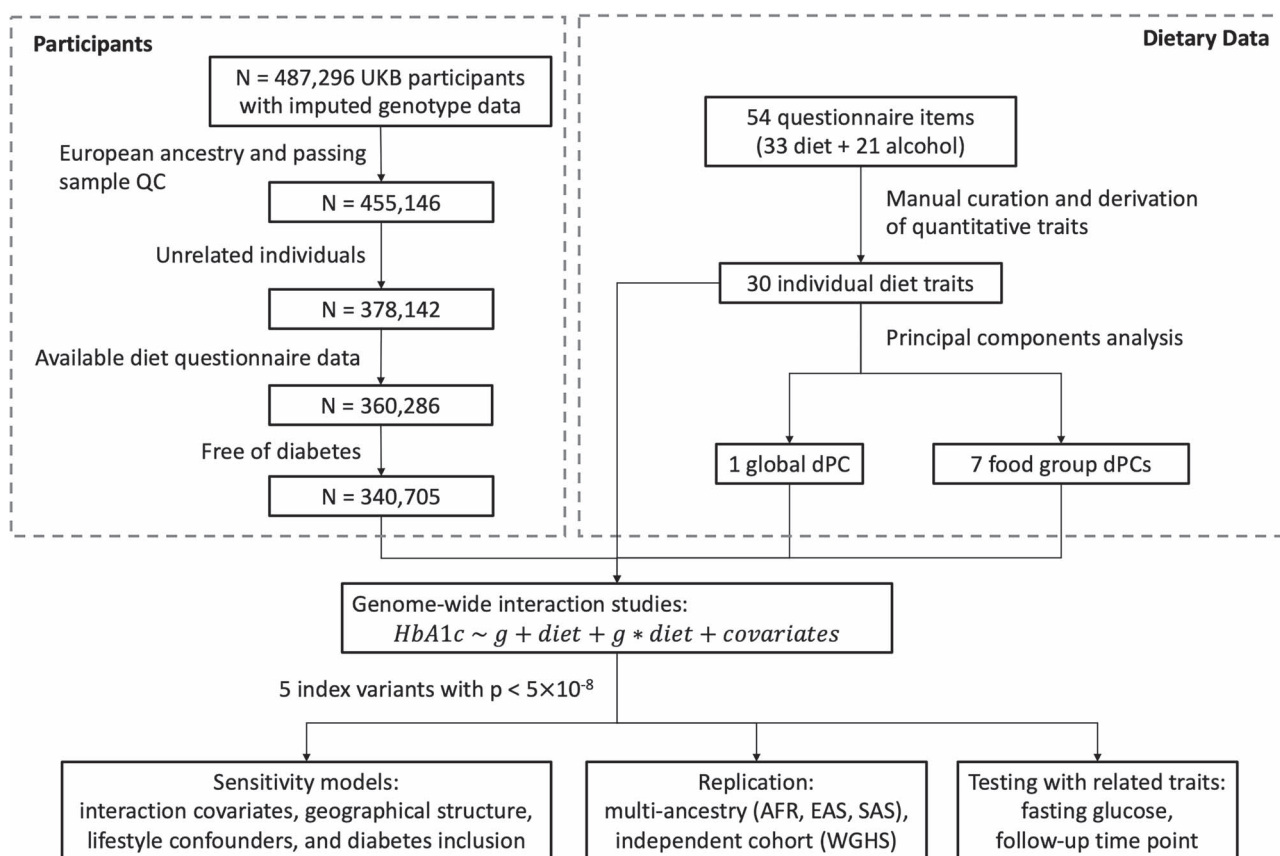 Participants
N = 487,296 UKB participants
with imputed genotype data
European ancestry and passing
sample QC
N = 455,146
Unrelated individuals
N = 378,142
Available diet questionnaire data
N = 360,286
Free of diabetes
N = 340,705
Dietary Data
54 questionnaire items
(33 diet + 21 alcohol)
Manual curation and derivation
of quantitative traits
30 individual diet traits
Principal components analysis
1 global dPC
7 food group dPCs
Genome-wide interaction studies:
HbA1c ~ g + diet + g * diet + covariates
5 index variants with p < 5×10⁻⁸
Sensitivity models:
interaction covariates, geographical structure,
lifestyle confounders, and diabetes inclusion
Replication:
multi-ancestry (AFR, EAS, SAS),
independent cohort (WGHS)
Testing with related traits:
fasting glucose,
follow-up time point